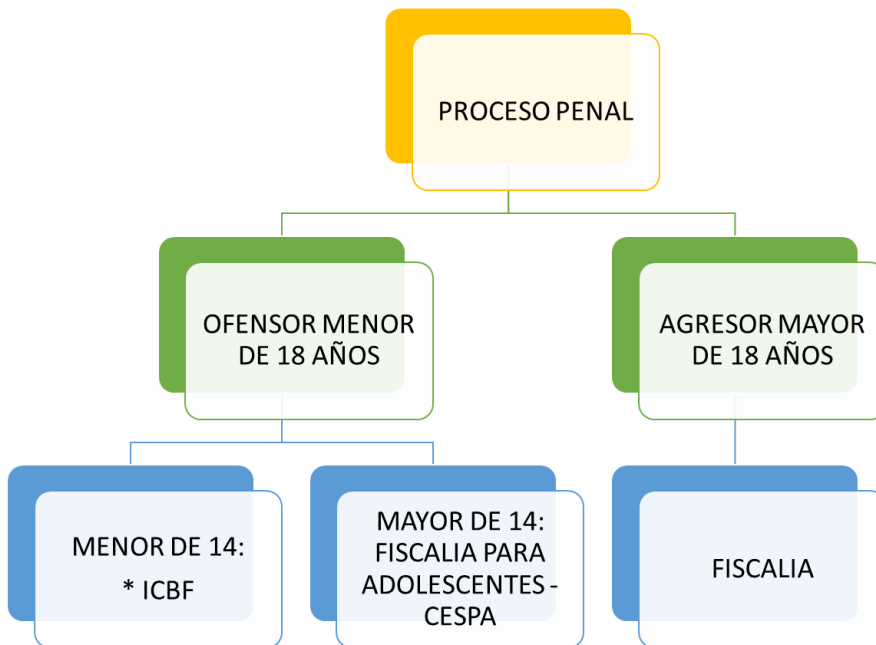 PROCESO PENAL
OFENSOR MENOR
DE 18 AÑOS
AGRESOR MAYOR
DE 18 AÑOS
MENOR DE 14:
* ICBF
MAYOR DE 14:
FISCALIA PARA
ADOLESCENTES -
CESPA
FISCALIA